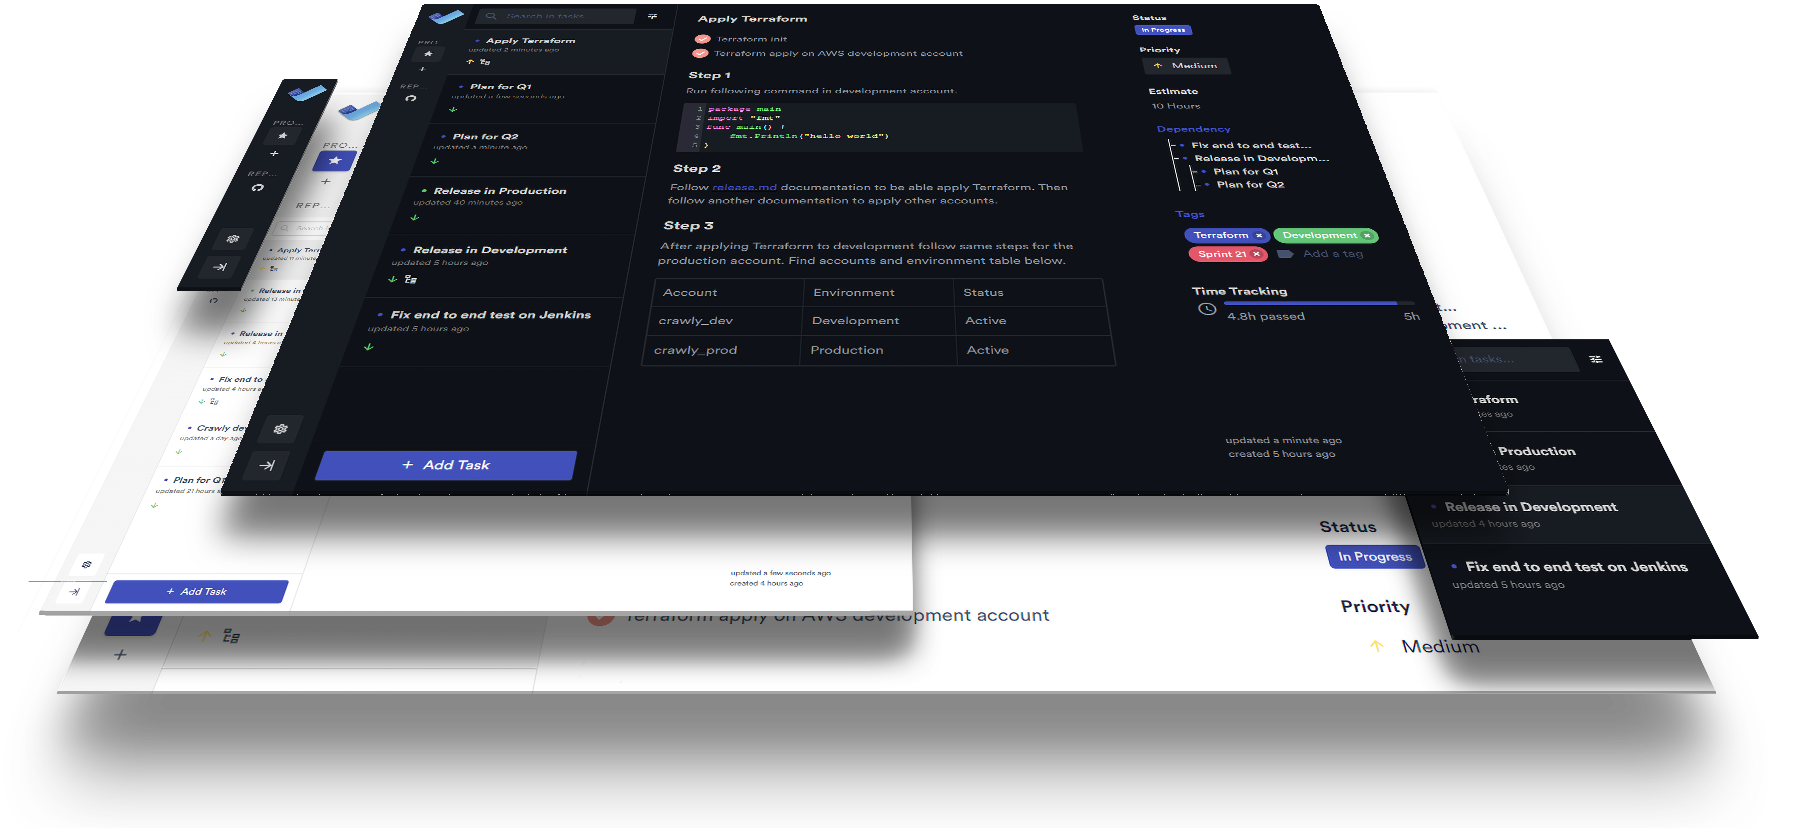 Search in tasks
PRO...
REP...
Apply Terraform
updated 2 minutes ago
Plan for Q1
updated a few seconds ago
Plan for Q2
updated a minute ago
Release in Production
updated 40 minutes ago
Release in Development
updated 5 hours ago
Fix end to end test on Jenkins
updated 5 hours ago
+ Add Task
Apply Terraform
Terraform init
Terraform apply on AWS development account
Step 1
Run following command in development account.
1 package main
2 import "fmt"
3 func main() {
4 fmt.Println("hello world")
5 }
Step 2
Follow release.md documentation to be able apply Terraform. Then
follow another documentation to apply other accounts.
Step 3
After applying Terraform to development follow same steps for the
production account. Find accounts and environment table below.
Account Environment Status
crawly_dev Development Active
crawly_prod Production Active
Status
In Progress
Priority
Medium
Estimate
10 Hours
Dependency
Fix end to end test...
Release in Developm...
Plan for Q1
Plan for Q2
Tags
Terraform ×
Development ×
Sprint 21 ×
Add a tag
Time Tracking
4.8h passed 5h
updated a minute ago
created 5 hours ago
PRO...
REP...
PRO...
REP...
Apply Terr
updated 11 minute
Release in
updated 13 minute
Release in
updated 4 hours
Fix end to
updated 4 hours a
Crawly de
updated a day ago
Plan for Q1
updated 21 hours
+ Add Task
updated a few seconds ago
created 4 hours ago
t...
ment ...
n tasks...
raform
tes ago
Production
tes ago
Release in Development
updated 4 hours ago
Fix end to end test on Jenkins
updated 5 hours ago
Status
In Progress
Priority
Medium
Terraform apply on AWS development account